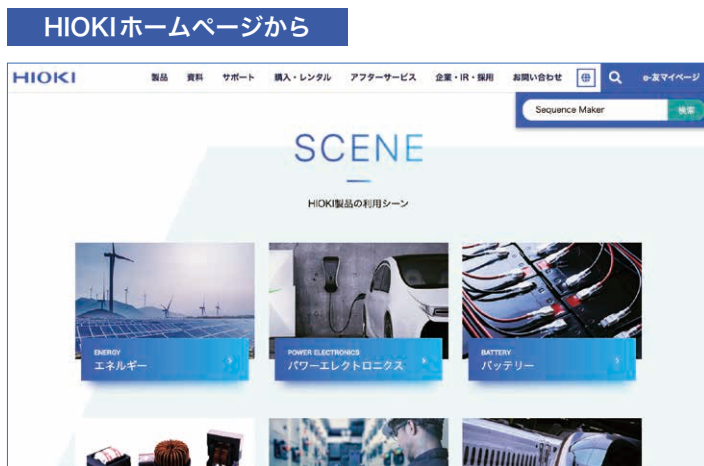 HIOKIホームページから
HIOKI 製品 資料 サポート 購入・レンタル アフターサービス 企業・IR・採用 お問い合わせ e-友マイページ
Sequence Maker 検索
SCENE
HIOKI製品の利用シーン
ENERGY
エネルギー
POWER ELECTRONICS
パワーエレクトロニクス
BATTERY
バッテリー